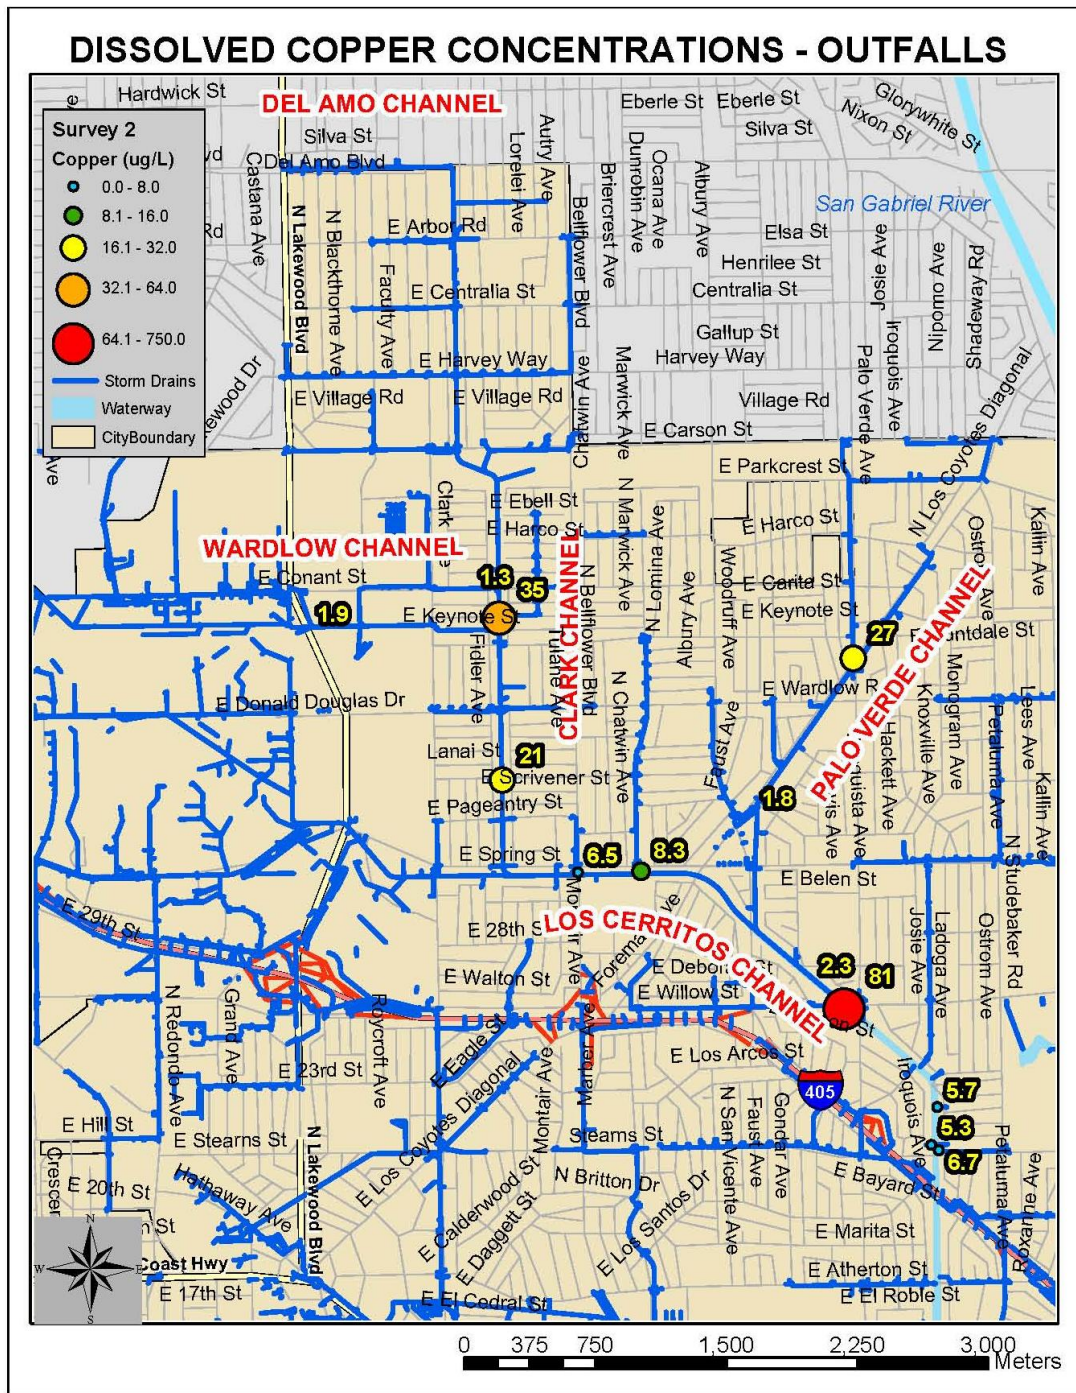 DISSOLVED COPPER CONCENTRATIONS - OUTFALLS
Survey 2
Copper (ug/L)
0.0 - 8.0
8.1 - 16.0
16.1 - 32.0
32.1 - 64.0
64.1 - 750.0
Storm Drains
Waterway
CityBoundary
Hardwick St
DEL AMO CHANNEL
Silva St
Del Amo Blvd
Castana Ave
N Lakewood Blvd
N Blackthorne Ave
Faculty Ave
E Arbor Rd
E Centralia St
E Harvey Way
E Village Rd
E Village Rd
Lorelei Ave
Autry Ave
Bellflower Blvd
Briercrest Ave
Dunrobin Ave
Ocana Ave
Albury Ave
Eberle St
Eberle St
Silva St
Nixon St
Glorywhite St
San Gabriel River
Elsa St
Henrilee St
Centralia St
Gallup St
Harvey Way
Village Rd
E Carson St
Josie Ave
Iroquois Ave
Nipomo Ave
Shadeway Rd
Palo Verde Ave
N Los Coyotes Diagonal
Chatwin Ave
Marwick Ave
E Parkcrest St
E Ebell St
E Harco St
N Marwick Ave
N Lomina Ave
E Harco St
WARDLOW CHANNEL
E Conant St
1.3
35
1.9
E Keynote St
CLARK CHANNEL
N Bellflower Blvd
Albury Ave
Woodruff Ave
E Carita St
E Keynote St
27
Kallin Ave
PALO VERDE CHANNEL
Fidler Ave
Tulane Ave
E Donald Douglas Dr
N Chatwin Ave
Faust Ave
Knoxville Ave
Monogram Ave
Petaluma Ave
Lees Ave
Hackett Ave
Lanai St
21
E Scrivener St
E Pageantry St
1.8
Kallin Ave
E Spring St
6.5
8.3
E Belen St
N Studebaker Rd
E 29th St
LOS CERRITOS CHANNEL
E Walton St
E Willow St
2.3
81
Josie Ave
Ladoga Ave
Ostrom Ave
N Redondo Ave
Grand Ave
Roycroft Ave
E Eagle St
E Los Coyotes Diagonal
Montair Ave
E Los Arcos St
405
Iroquois Ave
5.7
5.3
6.7
E 23rd St
E Hill St
E Stearns St
Stearns St
N San Vicente Ave
Faust Ave
Gondar Ave
E Bayard St
Petaluma Ave
Roxanne Ave
E 20th St
Hathaway Ave
N Lakewood Blvd
E Calderwood St
E Daggett St
N Britton Dr
E Los Santos Dr
E Marita St
E Atherton St
E El Roble St
Coast Hwy
E 17th St
E El Cedral St
N
W
E
S
0 375 750 1,500 2,250 3,000
Meters